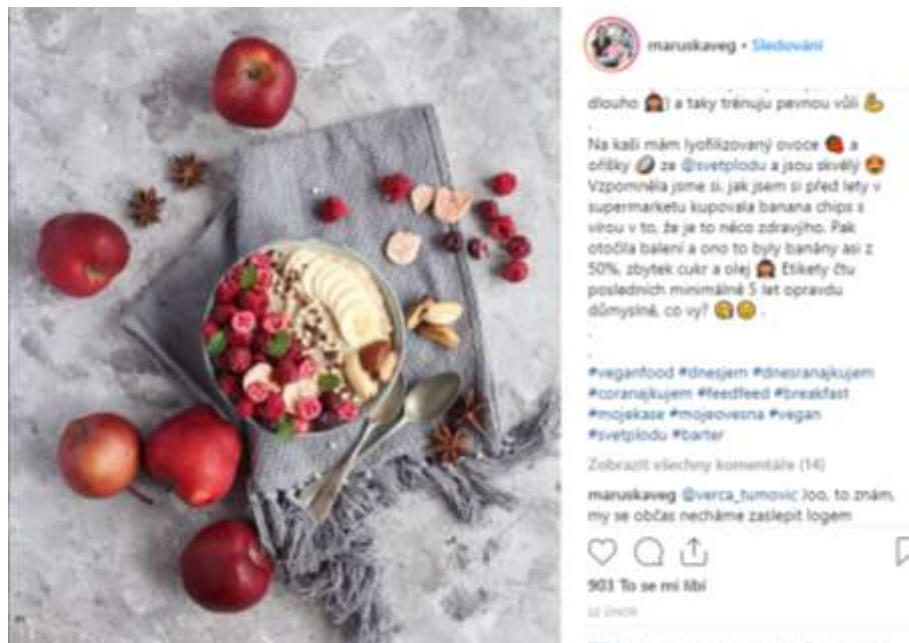 maruskaveg • Sledování
dlouho 🤦🏽‍♀️) a taky trénuju pevnou vůli 💪
.
Na kaši mám lyofilizovaný ovoce 🍓 a
oříšky 🥥 ze @svetplodu a jsou skvělý 😍
Vzpomněla jsme si, jak jsem si před lety v
supermarketu kupovala banana chips s
vírou v to, že je to něco zdravýho. Pak
otočila balení a ono to byly banány asi z
50%, zbytek cukr a olej 🤦🏽‍♀️ Etikety čtu
posledních minimálně 5 let opravdu
důmyslně, co vy? .
.
.
#veganfood #dnesjem #dnesranajkujem
#coranajkujem #feedfeed #breakfast
#mojekase #mojeovesna #vegan
#svetplodu #barter
Zobrazit všechny komentáře (14)
maruskaveg @verca_tumovic Joo, to znám,
my se občas necháme zaslepit logem
903 To se mi líbí
ÚNOR